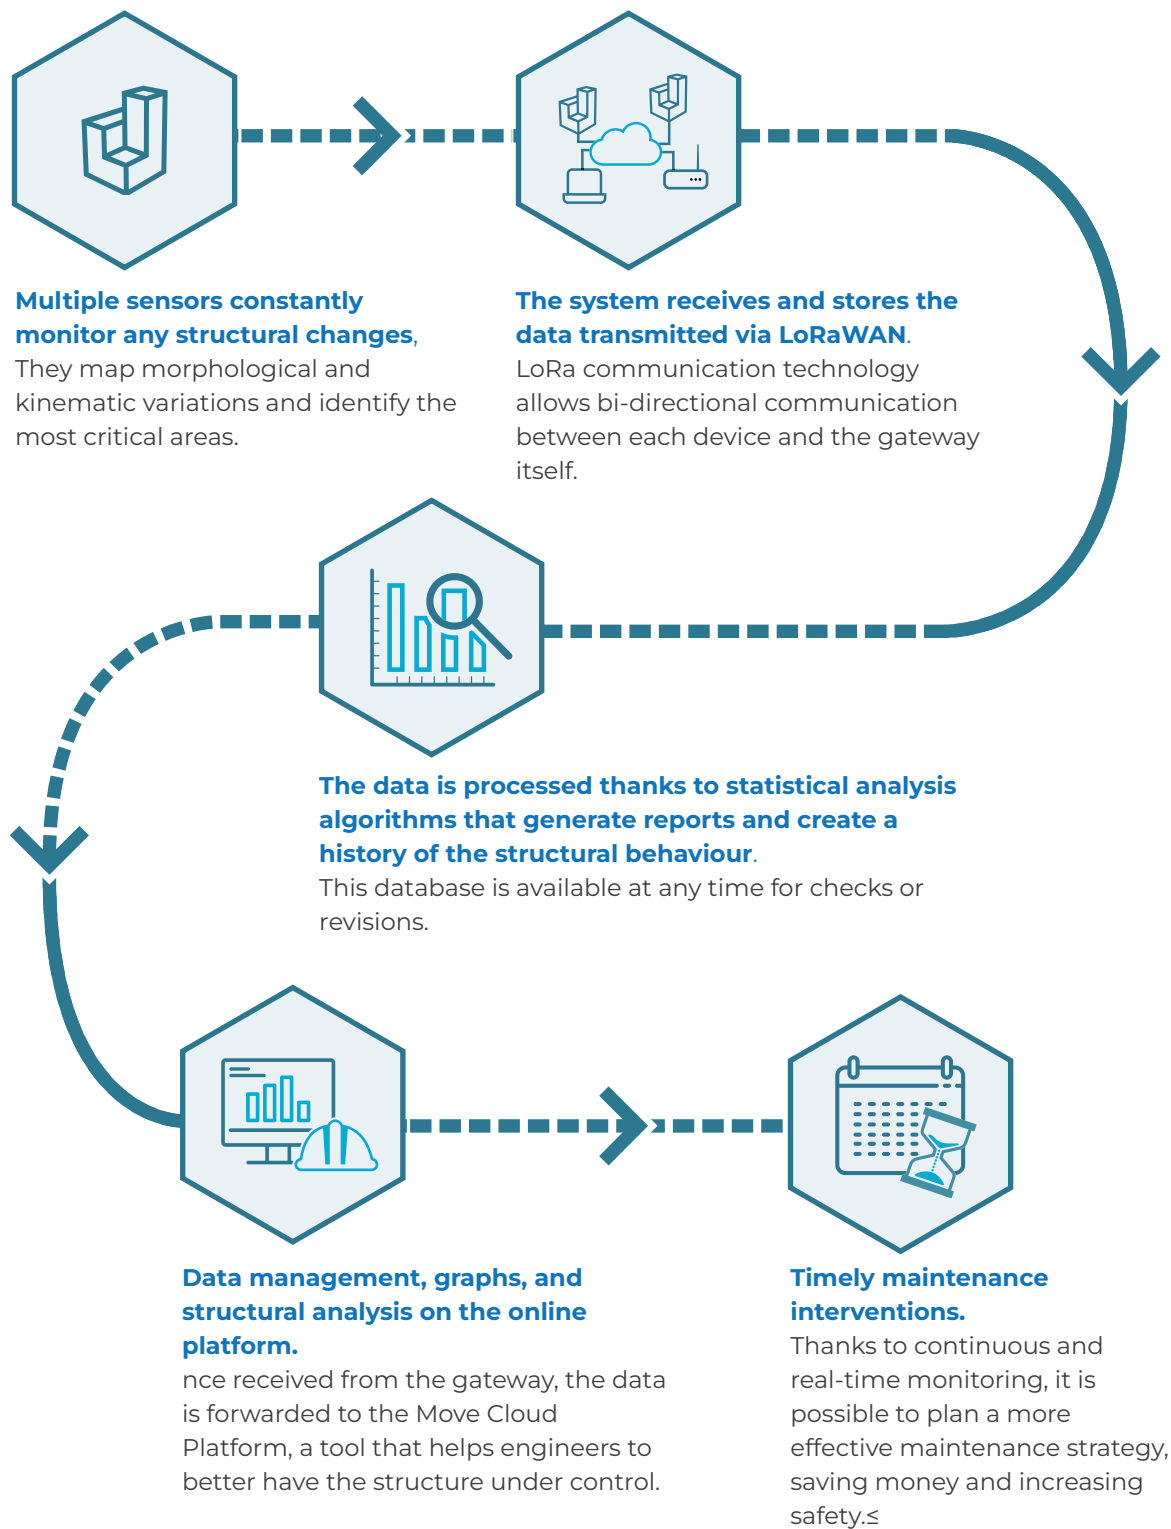 Multiple sensors constantly
monitor any structural changes,
They map morphological and
kinematic variations and identify the
most critical areas.
The system receives and stores the
data transmitted via LoRaWAN.
LoRa communication technology
allows bi-directional communication
between each device and the gateway
itself.
The data is processed thanks to statistical analysis
algorithms that generate reports and create a
history of the structural behaviour.
This database is available at any time for checks or
revisions.
Data management, graphs, and
structural analysis on the online
platform.
nce received from the gateway, the data
is forwarded to the Move Cloud
Platform, a tool that helps engineers to
better have the structure under control.
Timely maintenance
interventions.
Thanks to continuous and
real-time monitoring, it is
possible to plan a more
effective maintenance strategy,
saving money and increasing
safety.≤